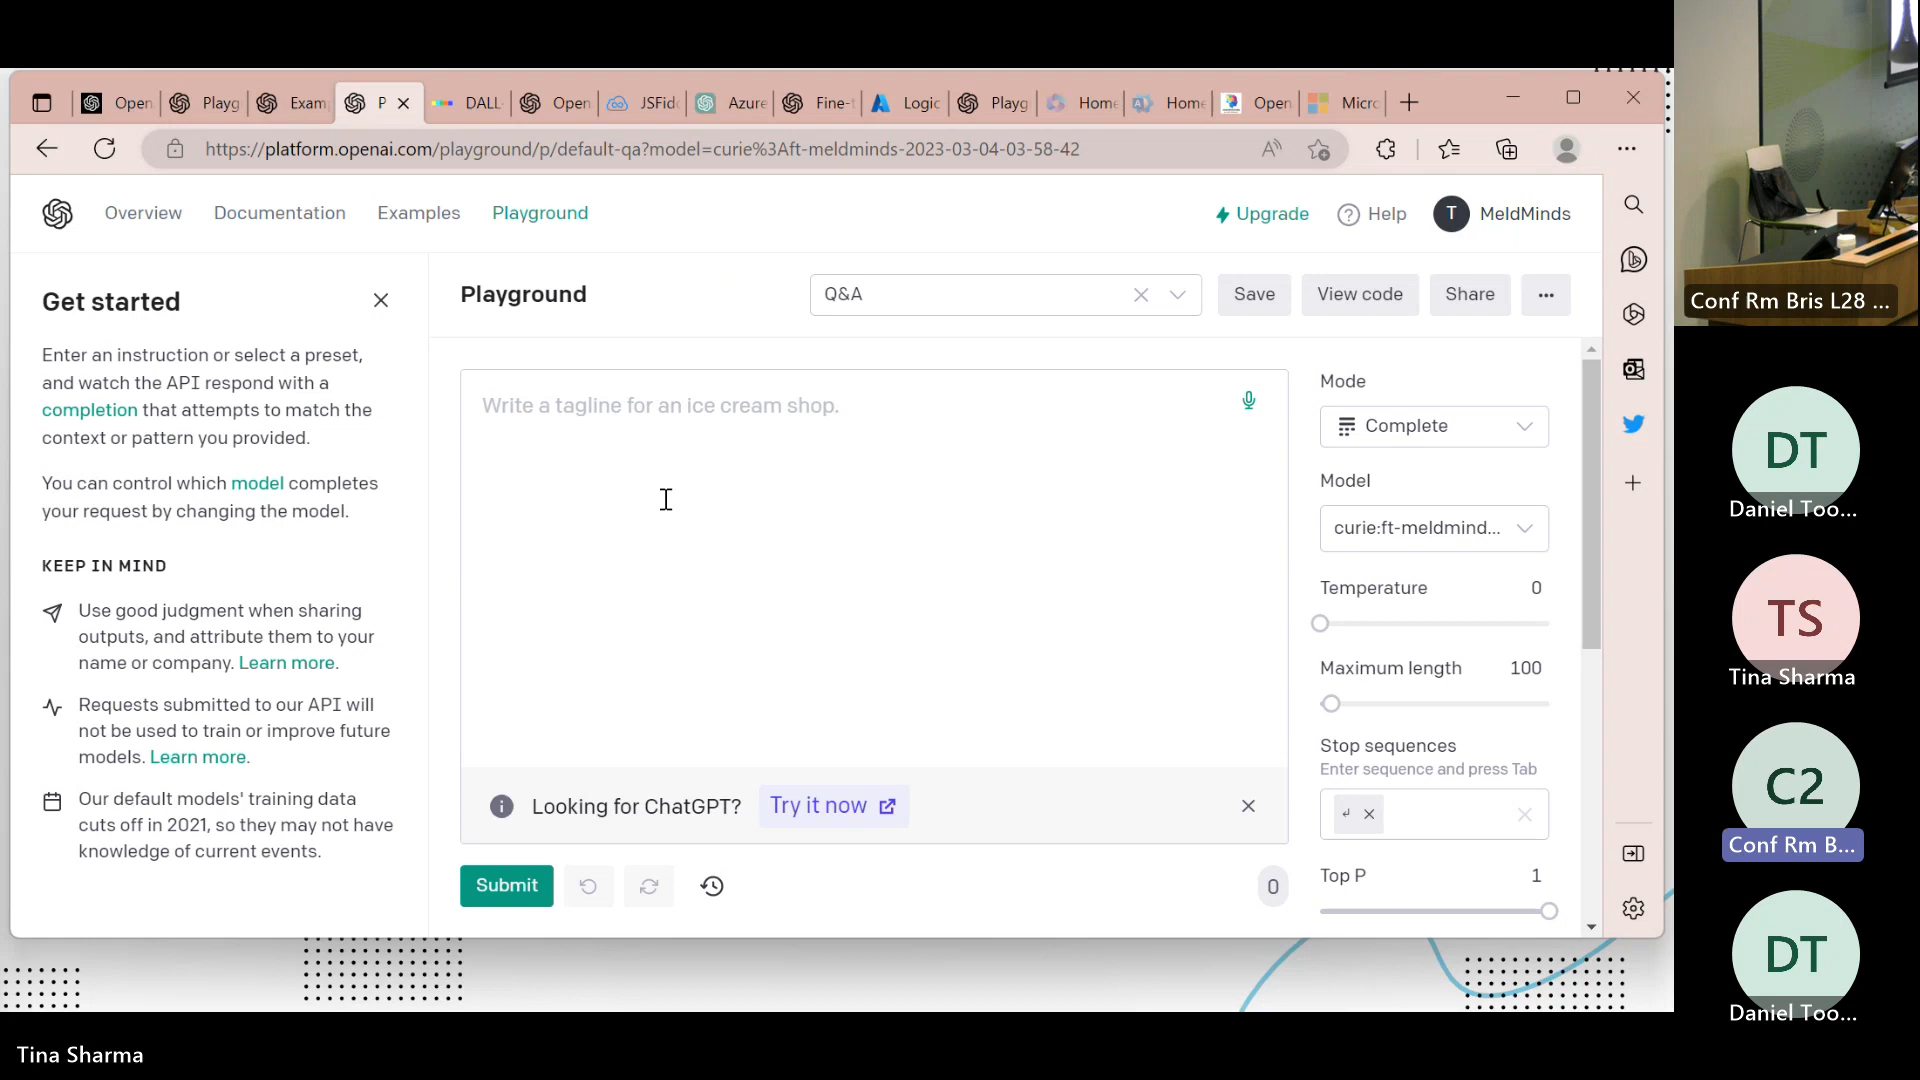 Open
Playg
Exam
P
DALL
Open
JSFid
Azure
Fine-t
Logic
Playg
Home
Home
Open
Micro
https://platform.openai.com/playground/p/default-qa?model=curie%3Aft-meldminds-2023-03-04-03-58-42
Overview
Documentation
Examples
Playground
Upgrade
Help
T
MeldMinds
Get started
Enter an instruction or select a preset,
and watch the API respond with a
completion that attempts to match the
context or pattern you provided.
You can control which model completes
your request by changing the model.
KEEP IN MIND
Use good judgment when sharing
outputs, and attribute them to your
name or company. Learn more.
Requests submitted to our API will
not be used to train or improve future
models. Learn more.
Our default models' training data
cuts off in 2021, so they may not have
knowledge of current events.
Playground
Q&A
Save
View code
Share
Write a tagline for an ice cream shop.
Looking for ChatGPT?
Try it now
Submit
0
Mode
Complete
Model
curie:ft-meldmind...
Temperature 0
Maximum length 100
Stop sequences
Enter sequence and press Tab
Top P 1
Conf Rm Bris L28 ...
DT
Daniel Too...
TS
Tina Sharma
C2
Conf Rm B...
DT
Daniel Too...
Tina Sharma